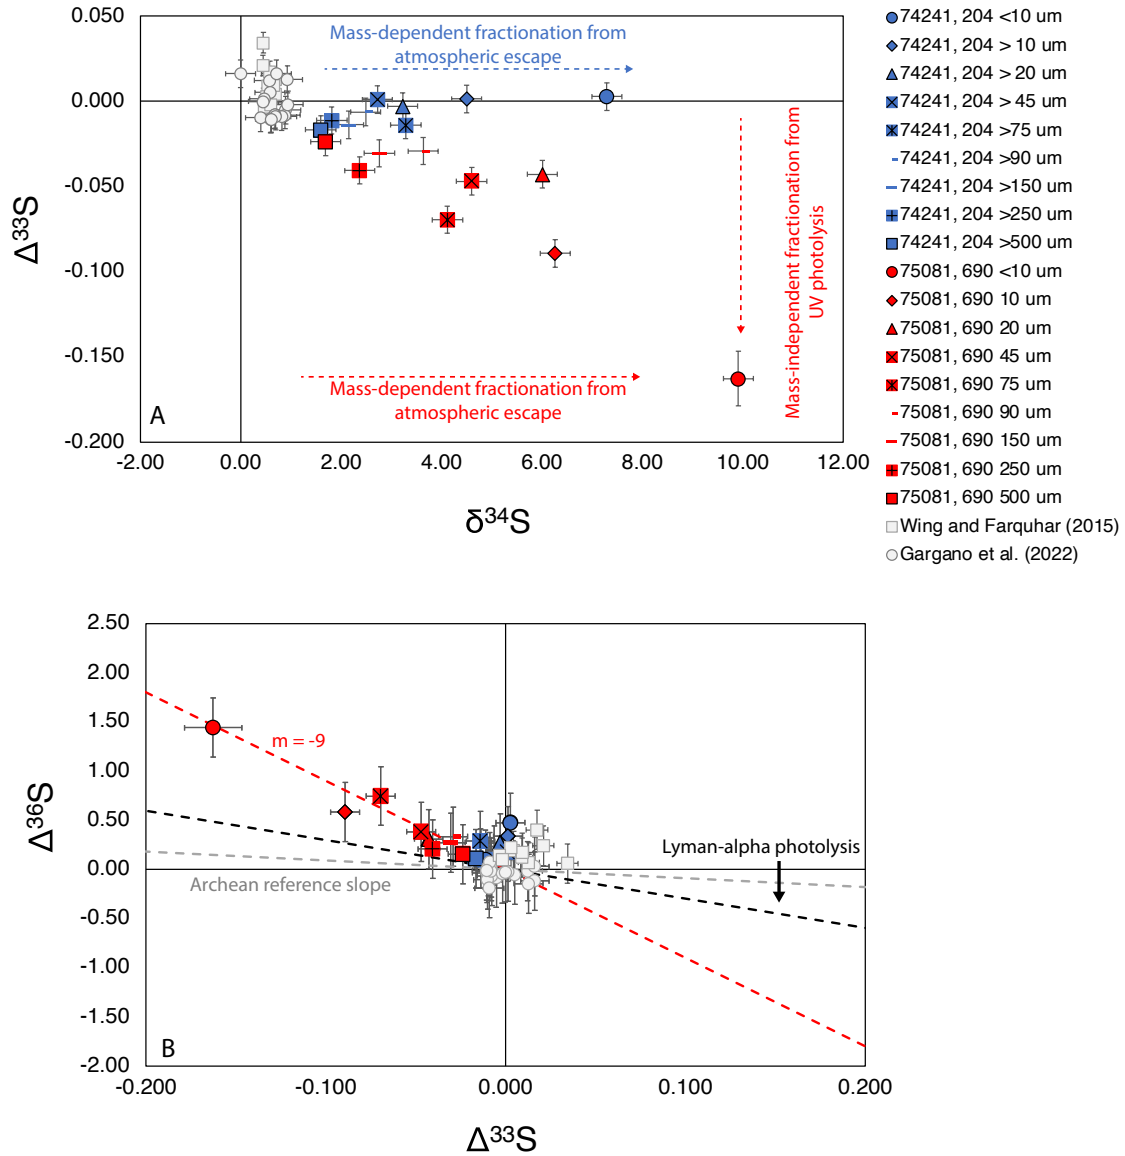 0.050
0.000
-0.050
-0.100
-0.150
-0.200
Δ33S
Mass-dependent fractionation from
atmospheric escape
Mass-independent fractionation from
UV photolysis
Mass-dependent fractionation from
atmospheric escape
A
-2.00 0.00 2.00 4.00 6.00 8.00 10.00 12.00
δ34S
74241, 204 <10 um
74241, 204 > 10 um
74241, 204 > 20 um
74241, 204 > 45 um
74241, 204 >75 um
74241, 204 >90 um
74241, 204 >150 um
74241, 204 >250 um
74241, 204 >500 um
75081, 690 <10 um
75081, 690 10 um
75081, 690 20 um
75081, 690 45 um
75081, 690 75 um
75081, 690 90 um
75081, 690 150 um
75081, 690 250 um
75081, 690 500 um
Wing and Farquhar (2015)
Gargano et al. (2022)
2.50
2.00
1.50
1.00
0.50
0.00
-0.50
-1.00
-1.50
-2.00
Δ36S
m = -9
Lyman-alpha photolysis
Archean reference slope
B
-0.200 -0.100 0.000 0.100 0.200
Δ33S